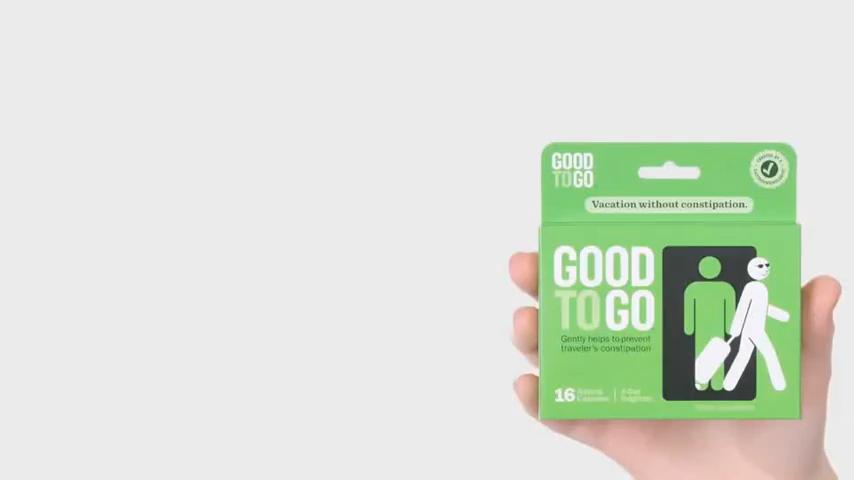 GOOD
TO GO
Vacation without constipation.
GOOD
TO GO
Gently helps to prevent
traveler's constipation
16